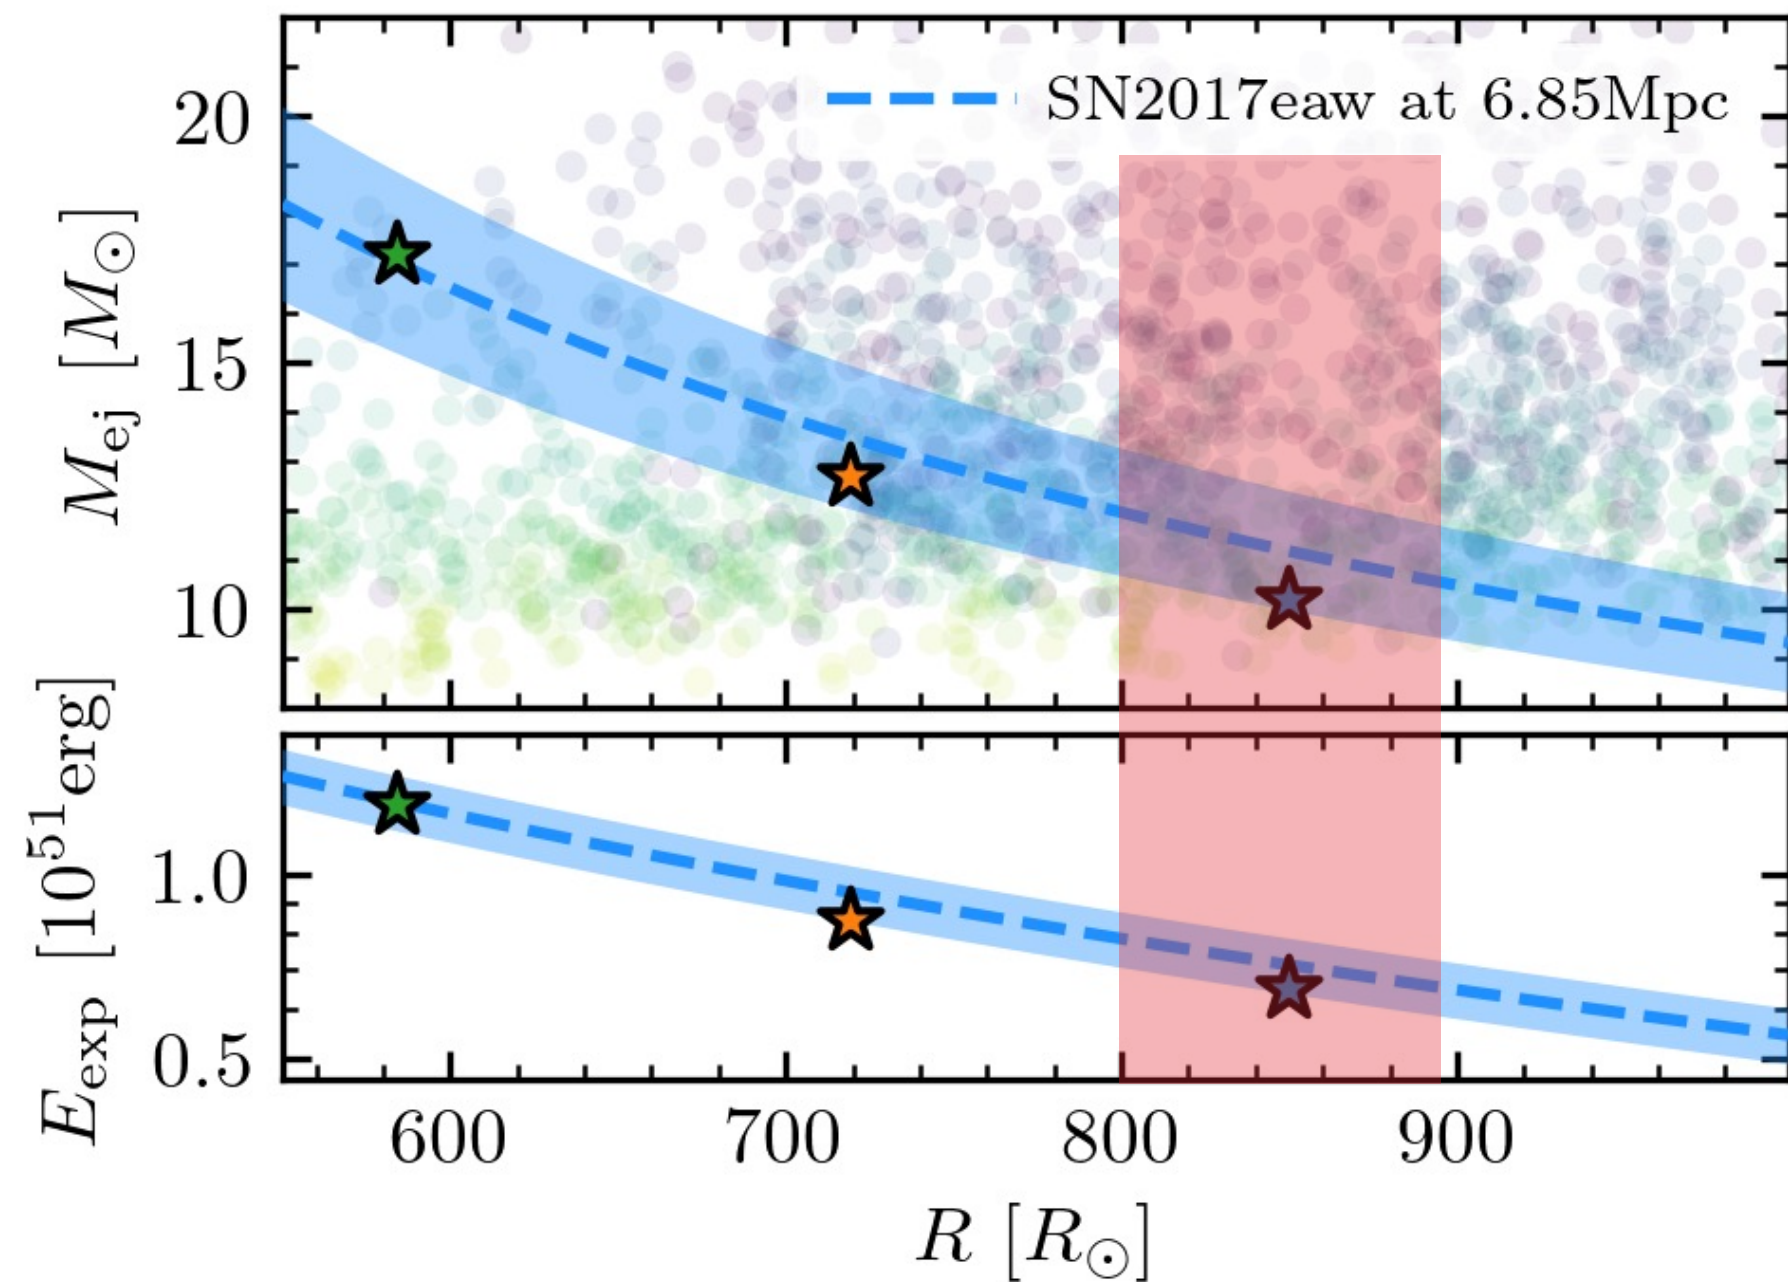 SN2017eaw at 6.85Mpc
20
15
10
M_ej [M_⊙]
1.0
0.5
E_exp [10^51 erg]
600 700 800 900
R [R_⊙]